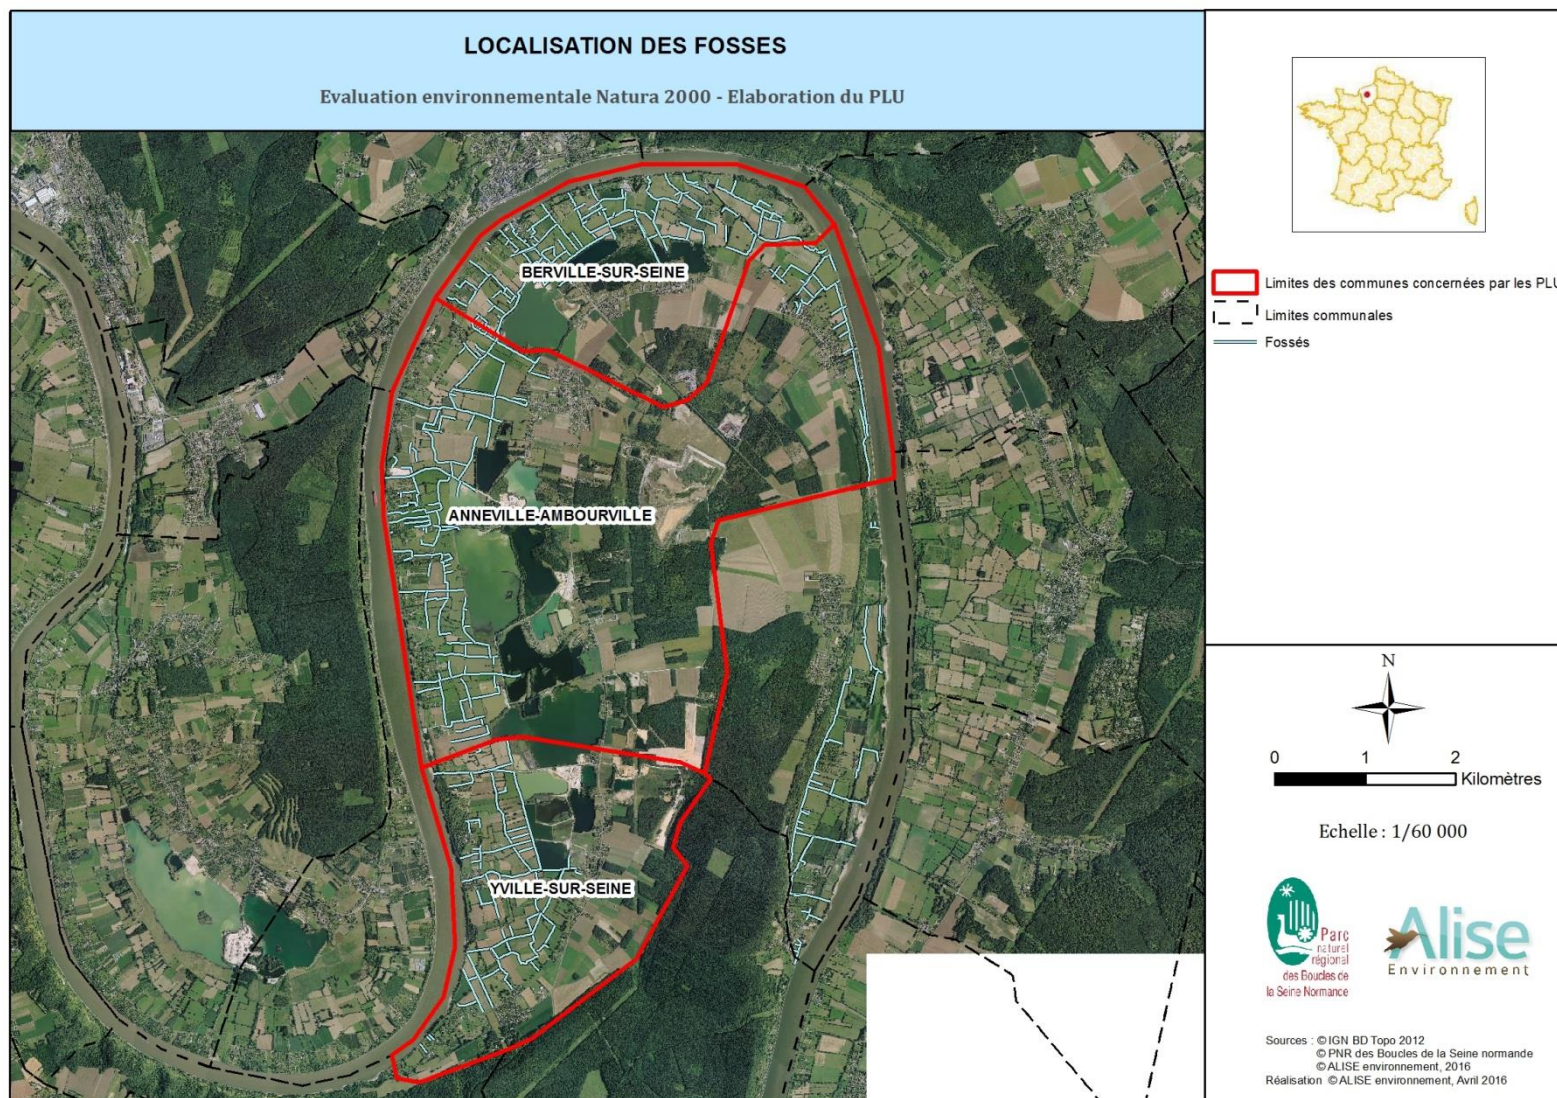 LOCALISATION DES FOSSES
Evaluation environnementale Natura 2000 - Elaboration du PLU
BERVILLE-SUR-SEINE
ANNEVILLE-AMBOURVILLE
YVILLE-SUR-SEINE
Limites des communes concernées par les PLU
Limites communales
Fossés
N
0 1 2
Kilomètres
Echelle : 1/60 000
Parc
naturel
régional
des Boucles de
la Seine Normande
Alise
Environnement
Sources : © IGN BD Topo 2012
© PNR des Boucles de la Seine normande
© ALISE environnement, 2016
Réalisation © ALISE environnement, Avril 2016